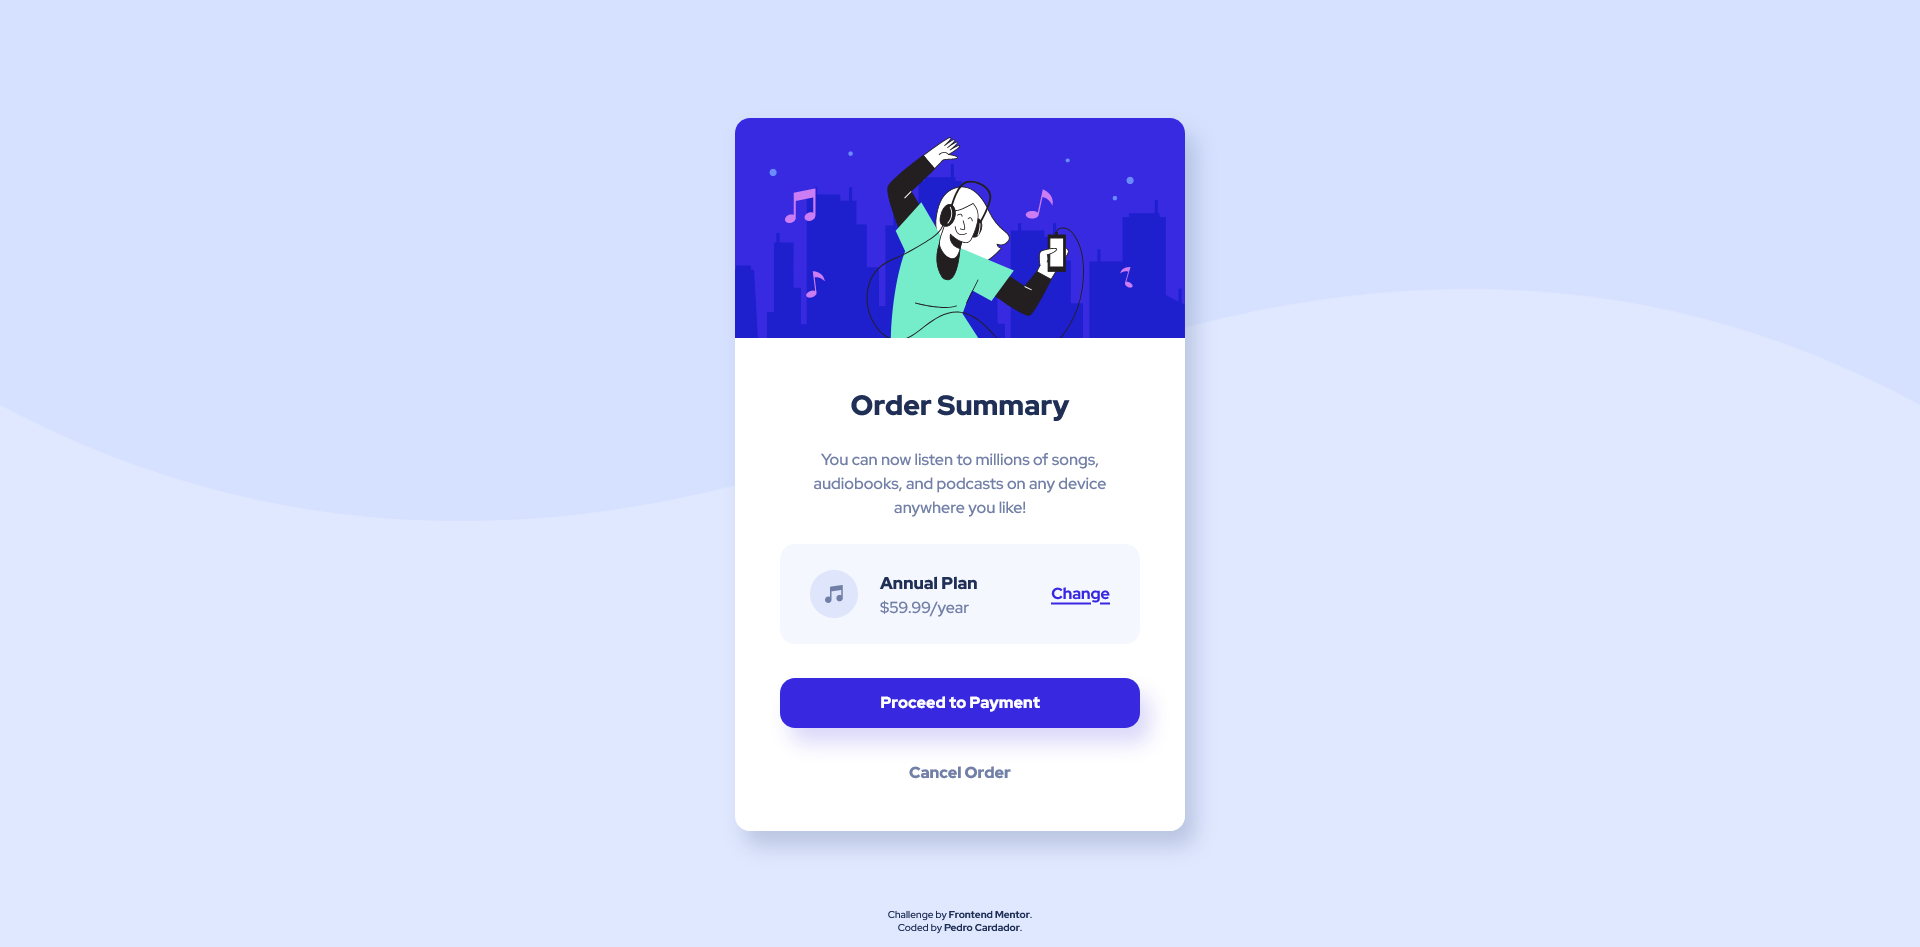 Order Summary
You can now listen to millions of songs,
audiobooks, and podcasts on any device
anywhere you like!
Annual Plan
$59.99/year
Change
Proceed to Payment
Cancel Order
Challenge by Frontend Mentor.
Coded by Pedro Cardador.